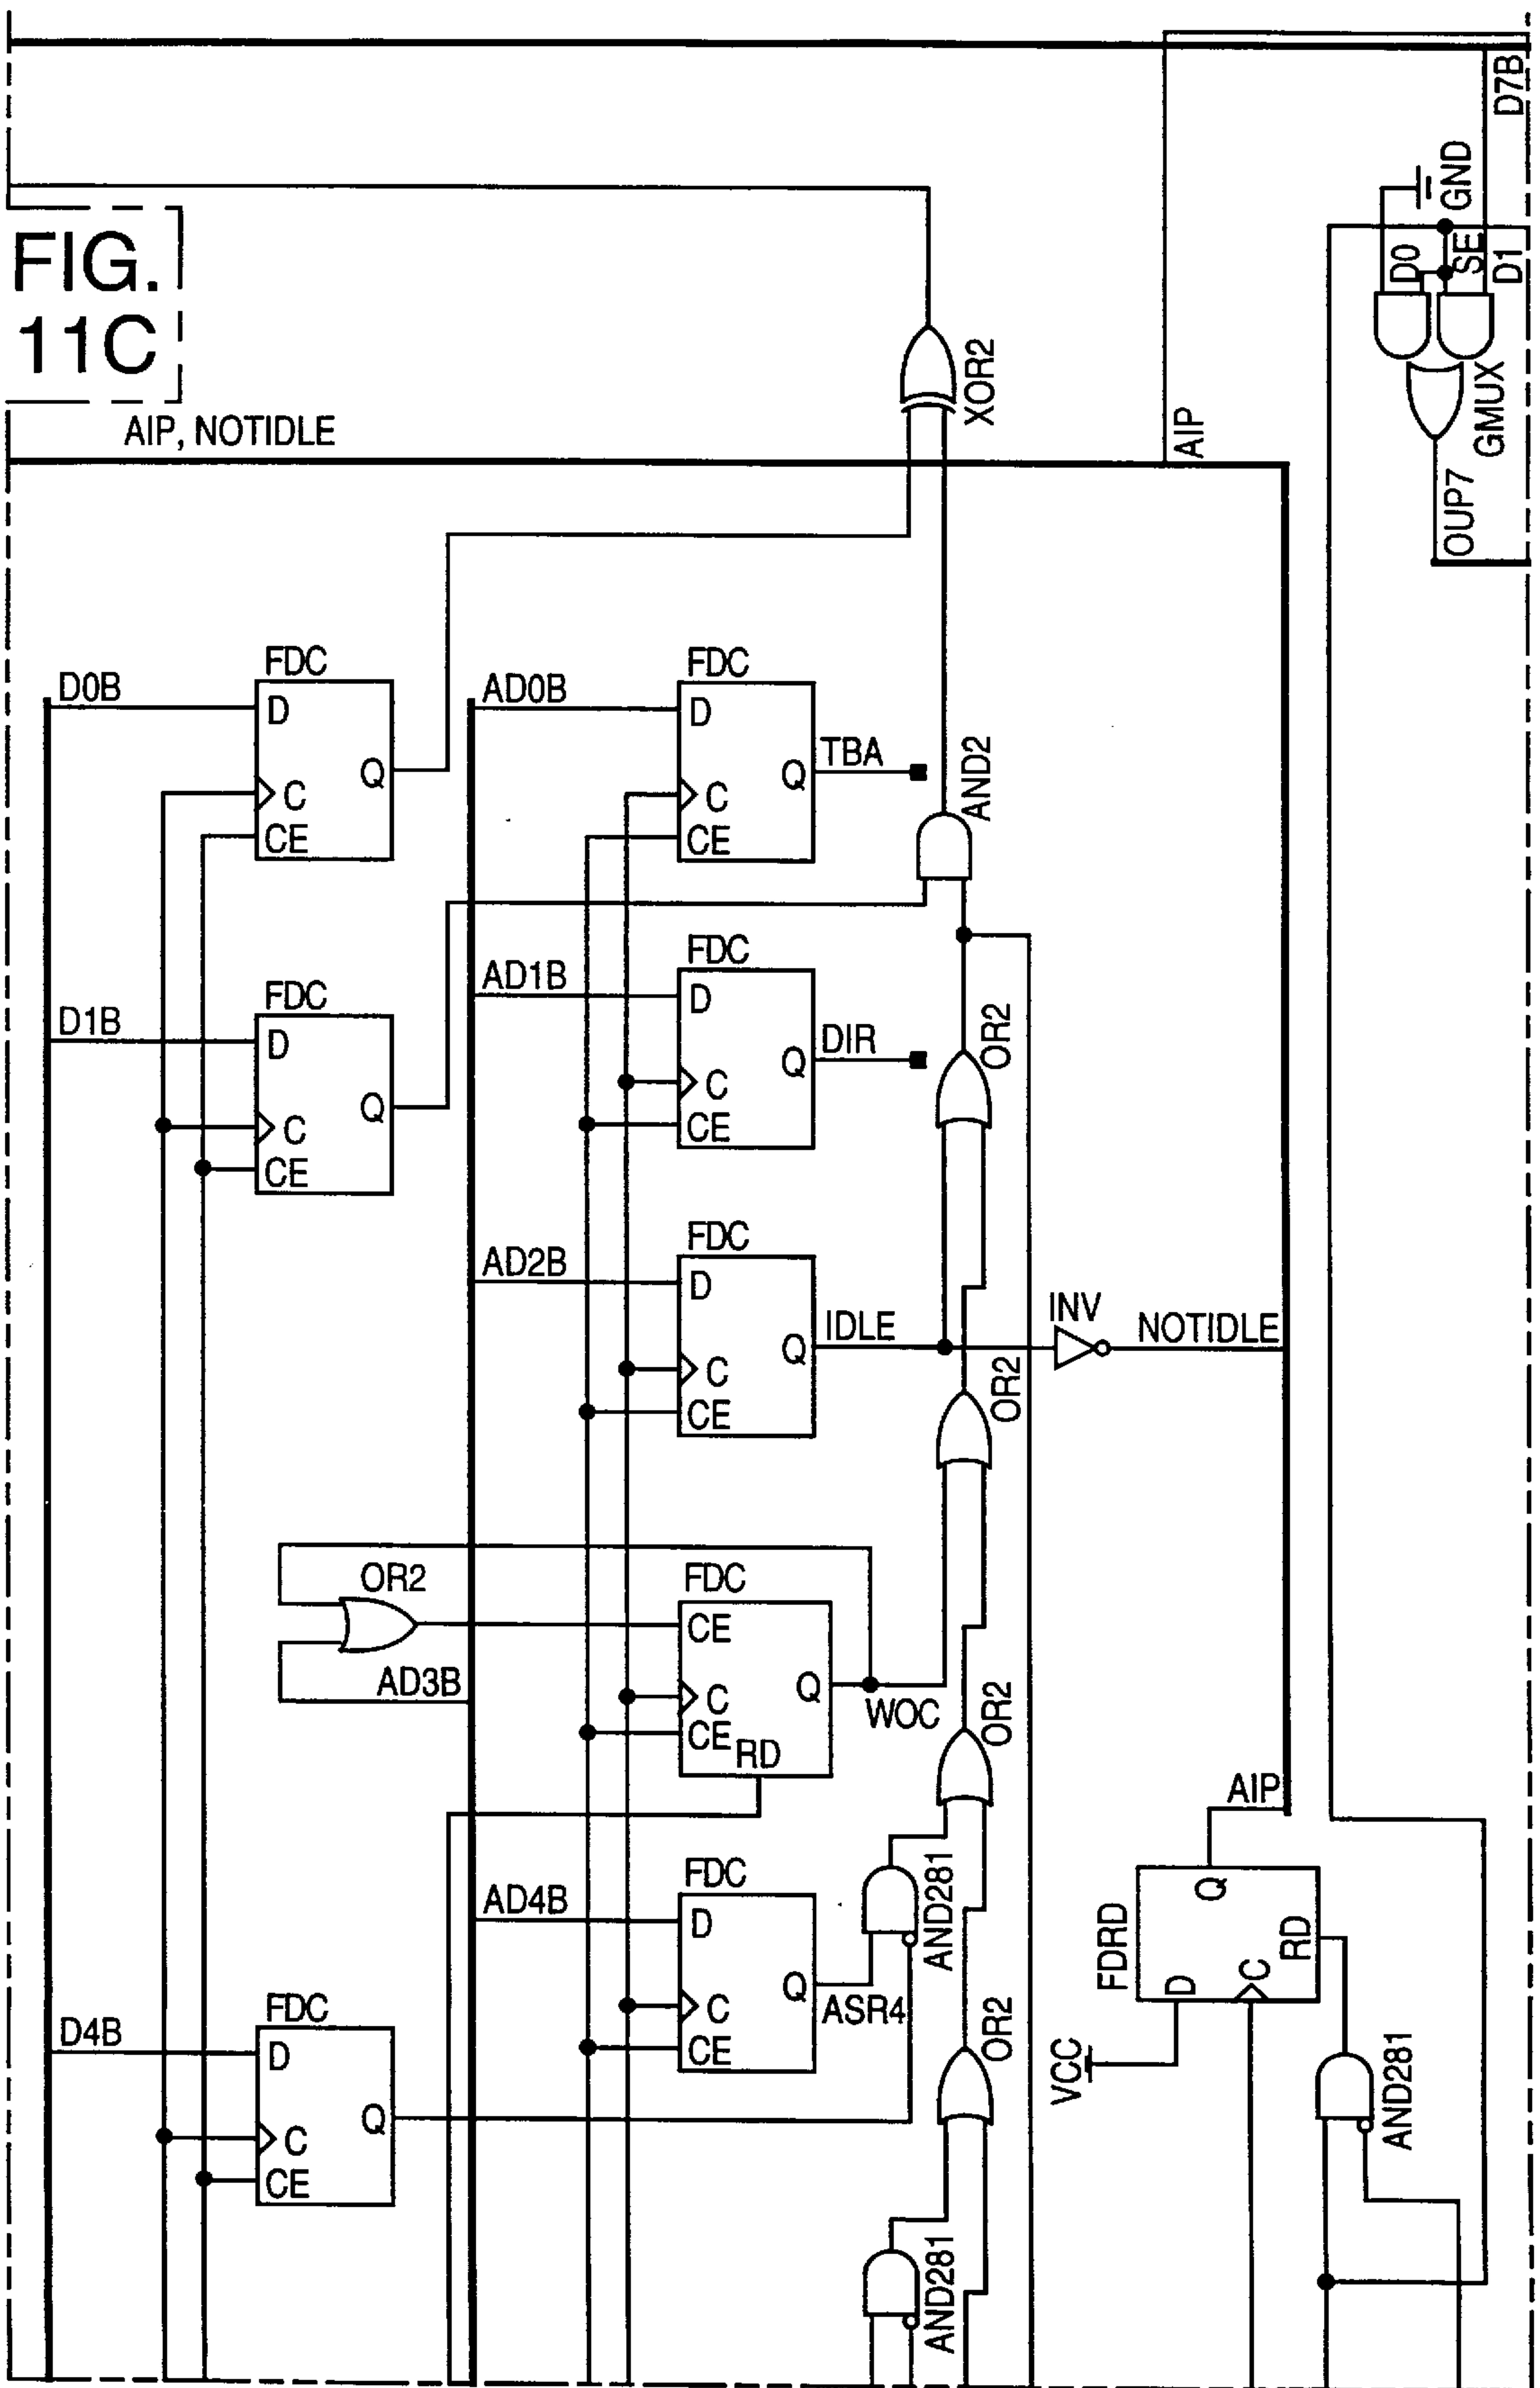 D7B
GND
FIG.
11C
D0
SE
D1
XOR2
GMUX
AIP, NOTIDLE
AIP
OUP7
D0B
FDC
D
Q
C
CE
AD0B
FDC
D
Q
C
CE
TBA
AND2
D1B
FDC
D
Q
C
CE
AD1B
FDC
D
Q
C
CE
DIR
OR2
AD2B
FDC
D
Q
C
CE
IDLE
INV
NOTIDLE
OR2
OR2
AD3B
FDC
CE
Q
C
CE
RD
WOC
OR2
AIP
AD4B
FDC
D
Q
C
CE
ASR4
AND281
FDRD
Q
RD
D
C
D4B
FDC
D
Q
C
CE
OR2
VCC
AND281
AND281